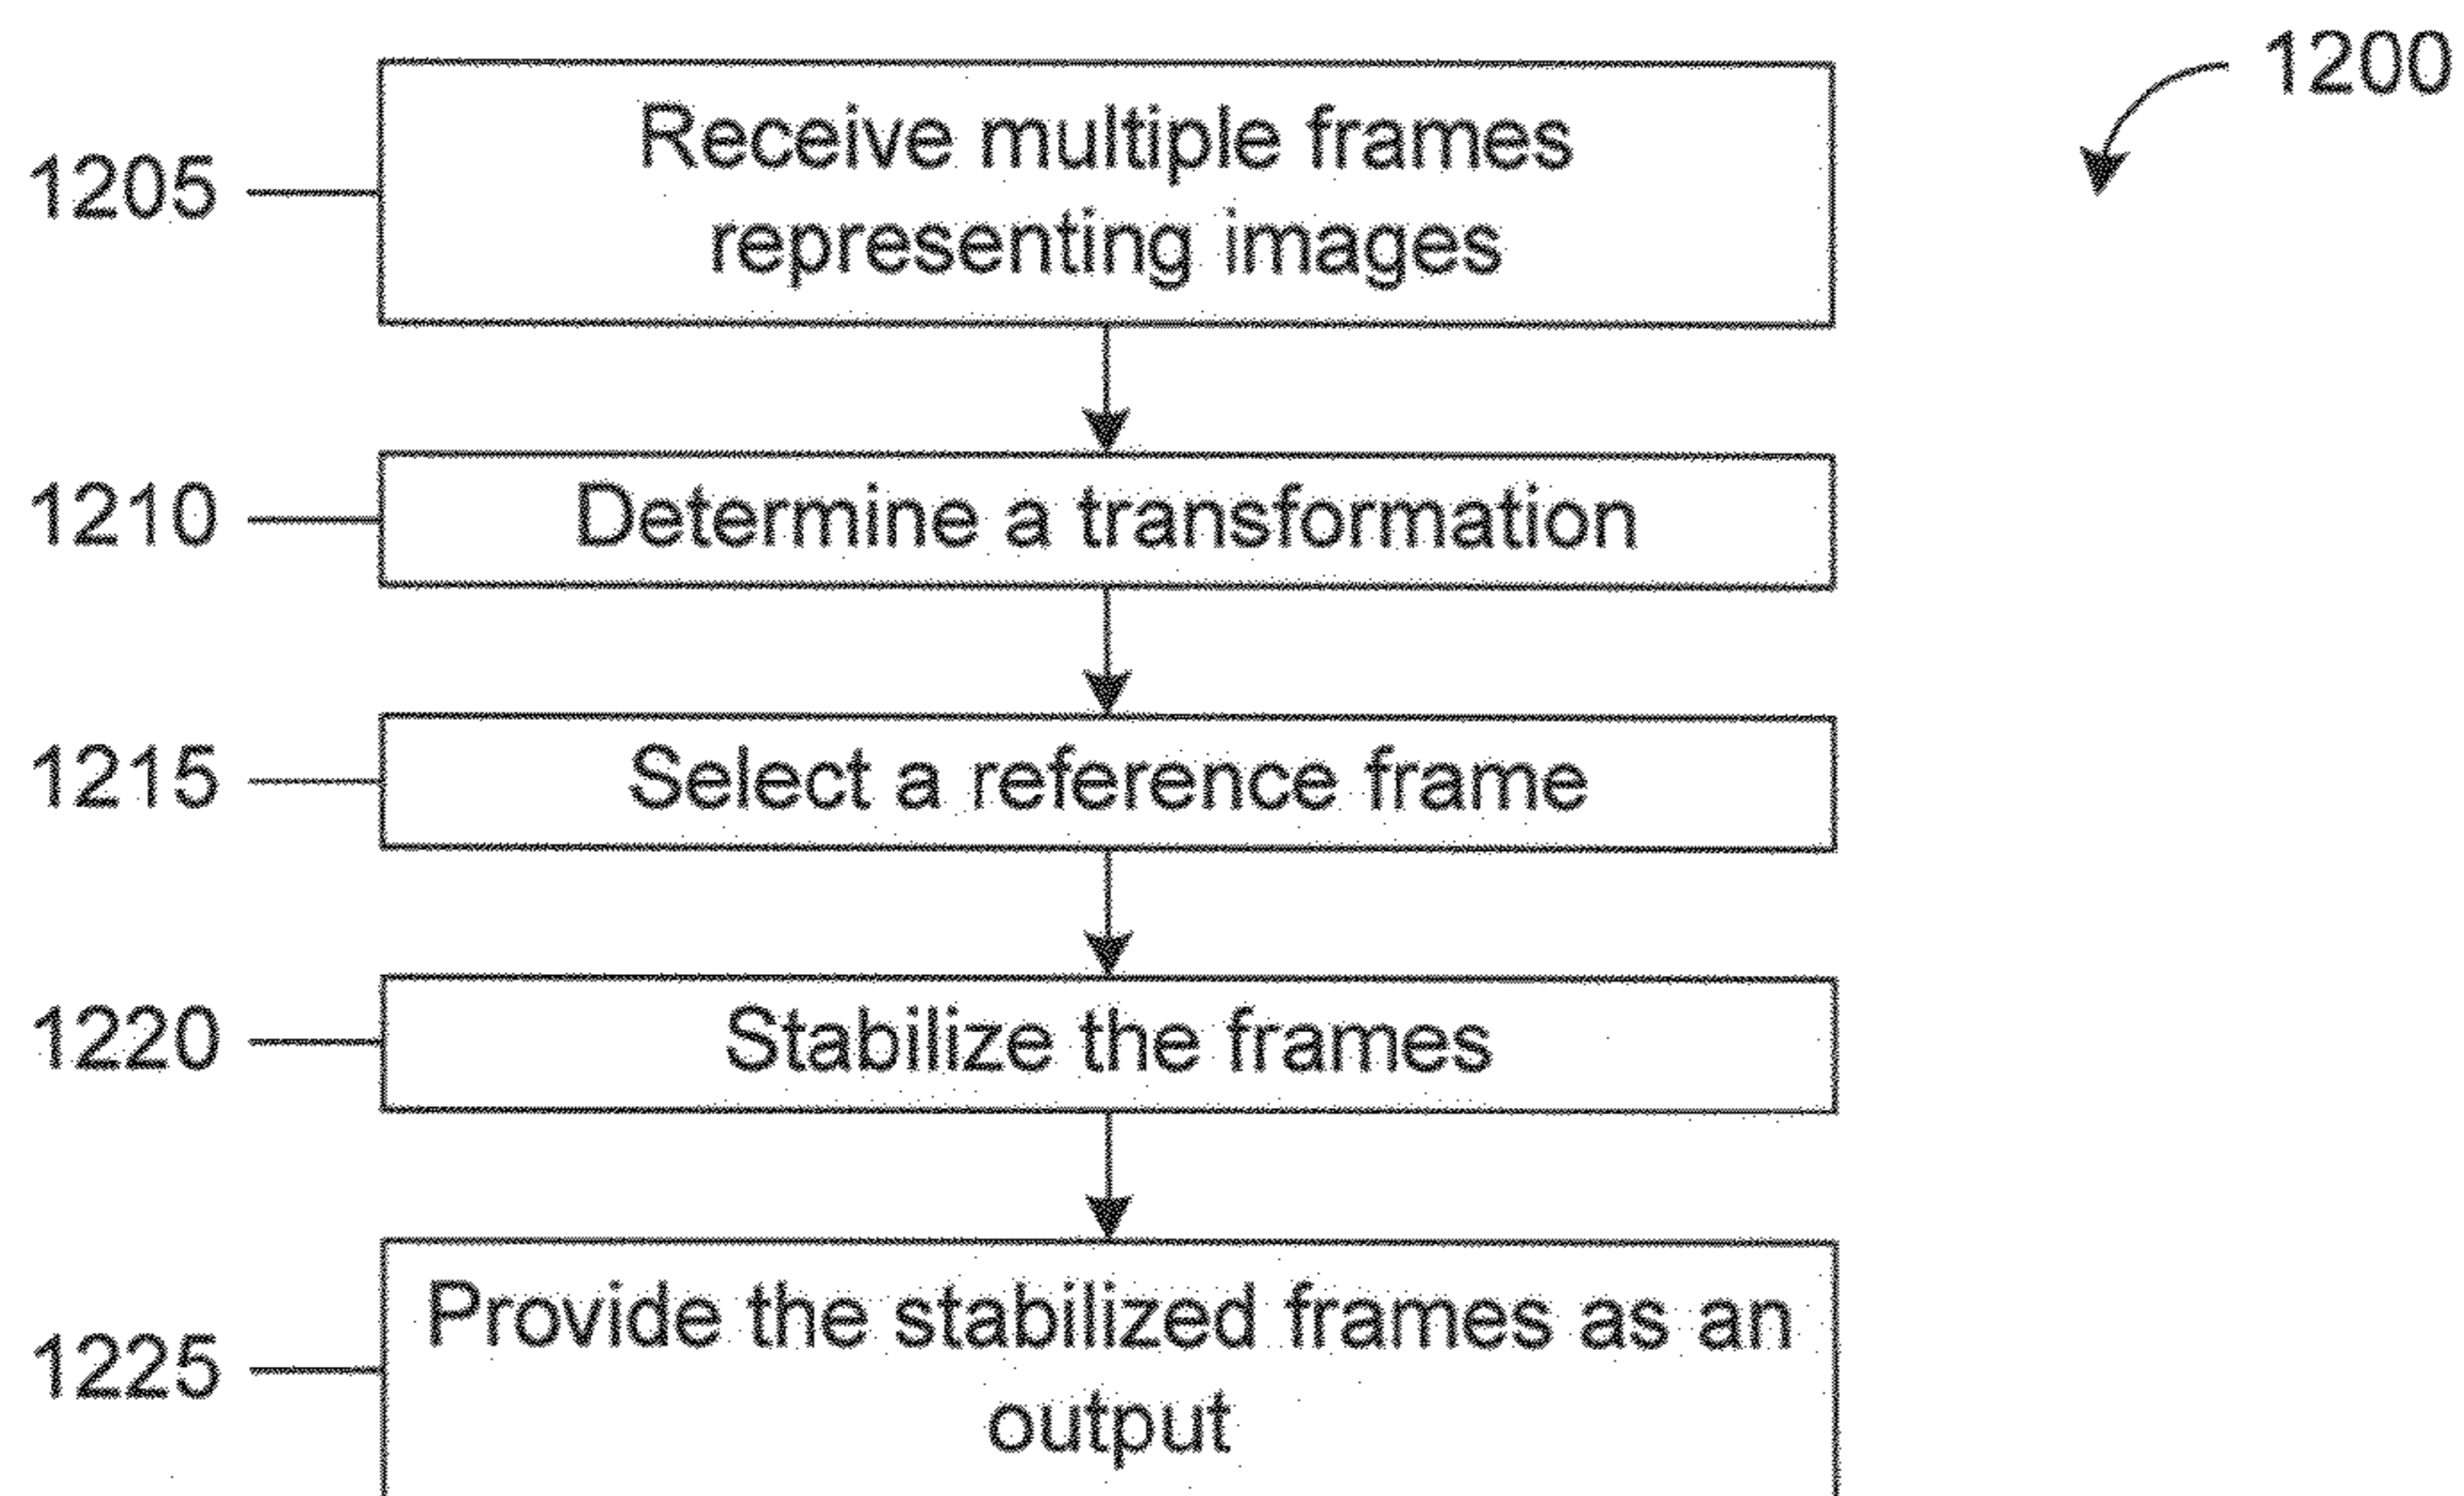 1200
1205
Receive multiple frames
representing images
1210
Determine a transformation
1215
Select a reference frame
1220
Stabilize the frames
1225
Provide the stabilized frames as an
output